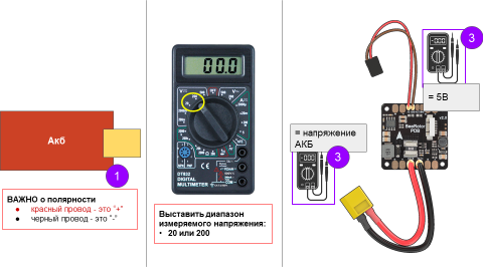 Акб
1
ВАЖНО о полярности
красный провод - это "+"
черный провод - это "-"
00.0
DT832
DIGITAL
MULTIMETER
Выставить диапазон
измеряемого напряжения:
• 20 или 200
3
= 5В
= напряжение
АКБ
3
PDB